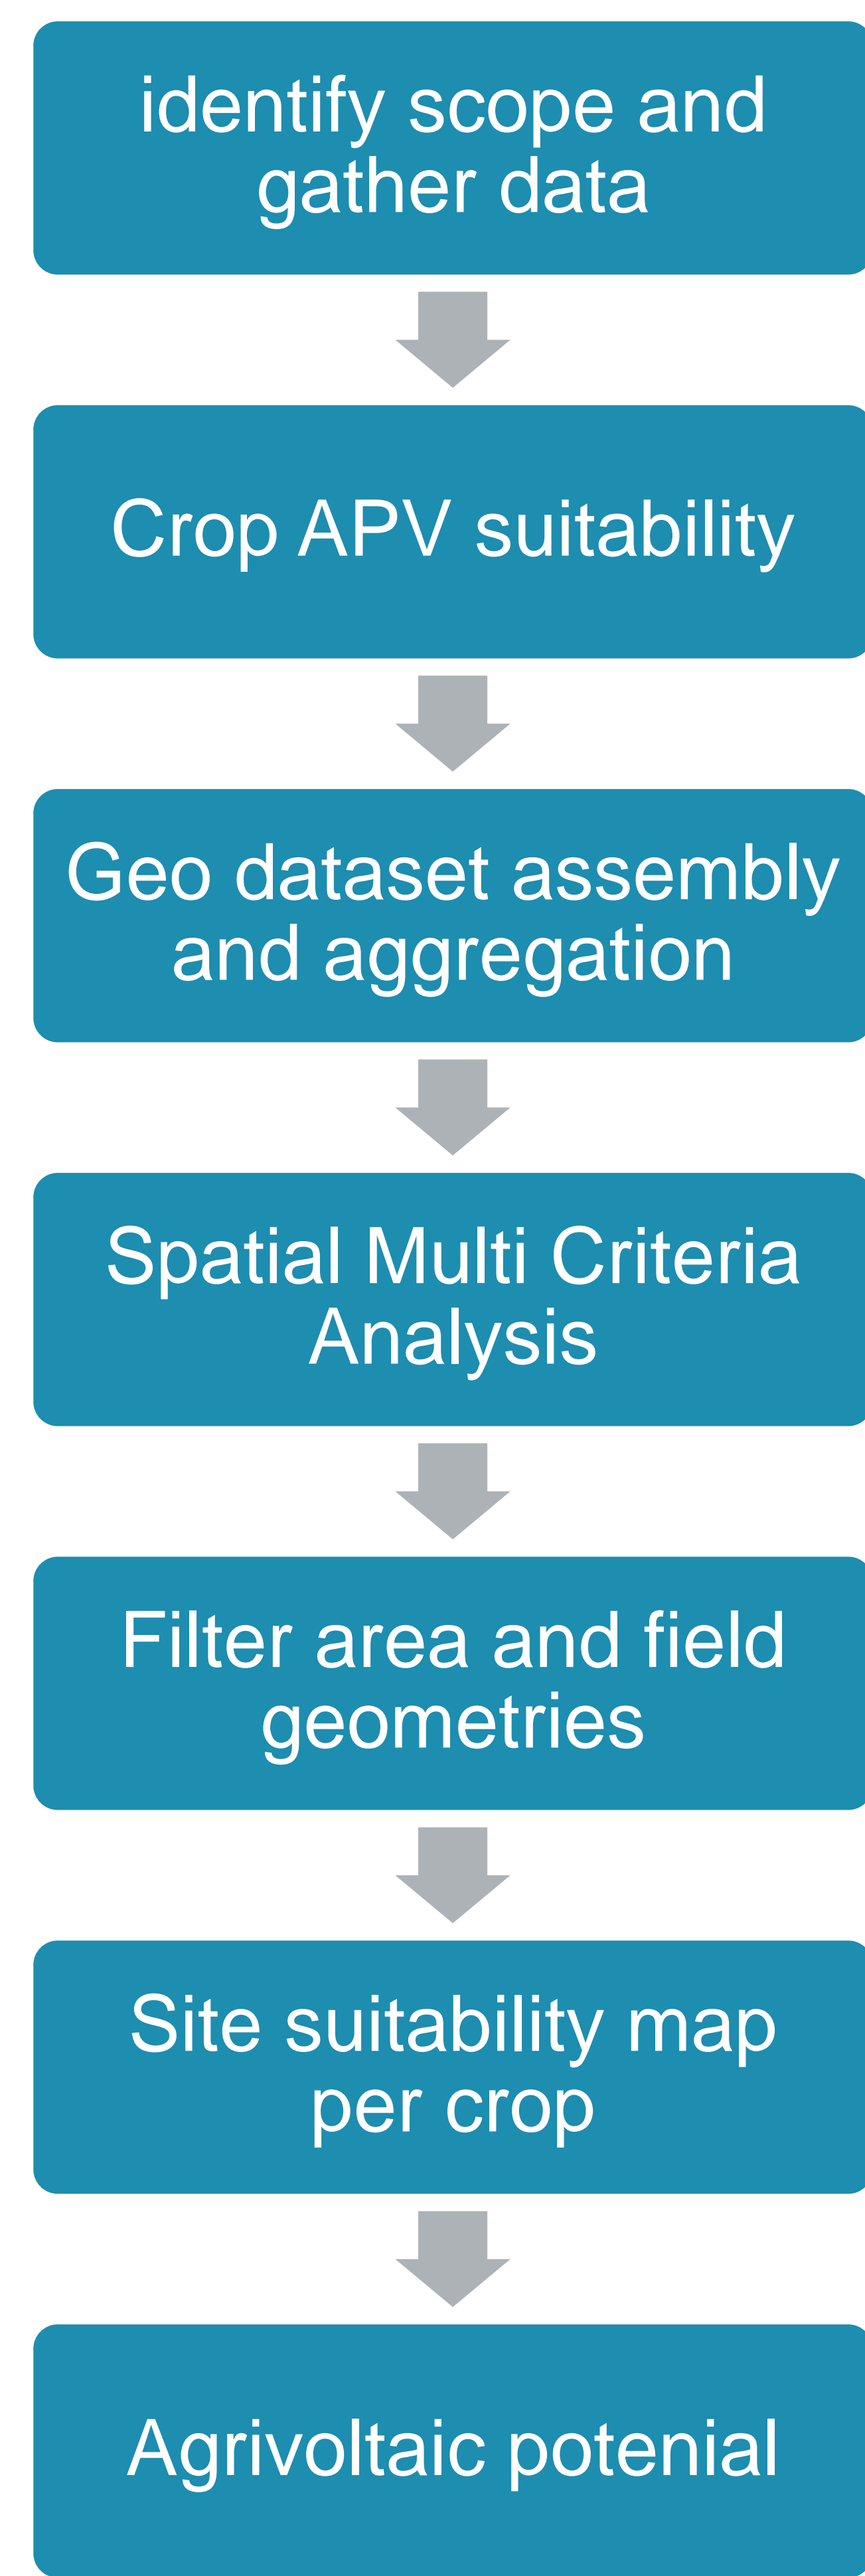 identify scope and
gather data
Crop APV suitability
Geo dataset assembly
and aggregation
Spatial Multi Criteria
Analysis
Filter area and field
geometries
Site suitability map
per crop
Agrivoltaic potenial